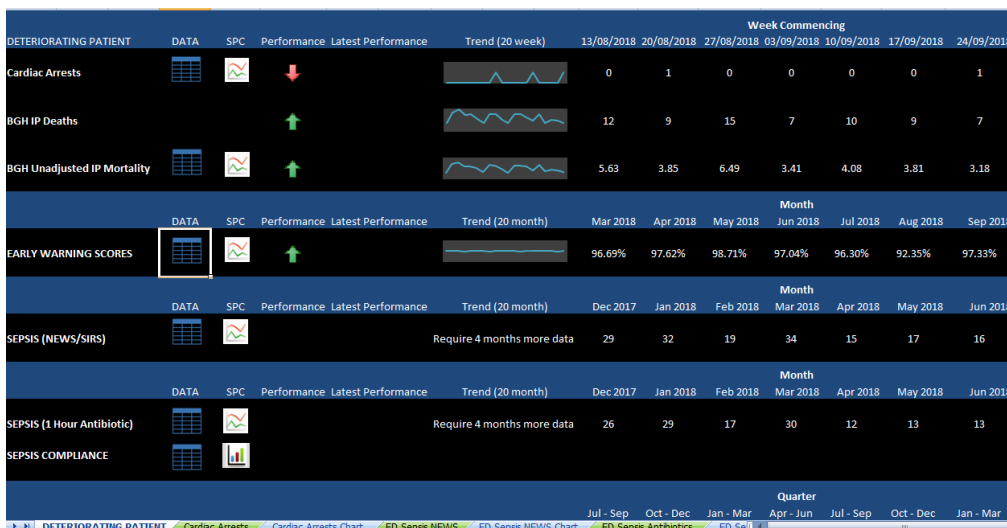 Week Commencing
DETERIORATING PATIENT DATA SPC Performance Latest Performance Trend (20 week) 13/08/2018 20/08/2018 27/08/2018 03/09/2018 10/09/2018 17/09/2018 24/09/201
Cardiac Arrests 0 1 0 0 0 0 1
BGH IP Deaths 12 9 15 7 10 9 7
BGH Unadjusted IP Mortality 5.63 3.85 6.49 3.41 4.08 3.81 3.18
Month
DATA SPC Performance Latest Performance Trend (20 month) Mar 2018 Apr 2018 May 2018 Jun 2018 Jul 2018 Aug 2018 Sep 201
EARLY WARNING SCORES 96.69% 97.62% 98.71% 97.04% 96.30% 92.35% 97.33%
Month
DATA SPC Performance Latest Performance Trend (20 month) Dec 2017 Jan 2018 Feb 2018 Mar 2018 Apr 2018 May 2018 Jun 201
SEPSIS (NEWS/SIRS) Require 4 months more data 29 32 19 34 15 17 16
Month
DATA SPC Performance Latest Performance Trend (20 month) Dec 2017 Jan 2018 Feb 2018 Mar 2018 Apr 2018 May 2018 Jun 201
SEPSIS (1 Hour Antibiotic) Require 4 months more data 26 29 17 30 12 13 13
SEPSIS COMPLIANCE
Quarter
Jul - Sep Oct - Dec Jan - Mar Apr - Jun Jul - Sep Oct - Dec Jan - Mar
DETERIORATING PATIENT Cardiac Arrests Cardiac Arrests Chart ED Sepsis NEWS ED Sepsis NEWS Chart ED Sepsis Antibiotics ED Se